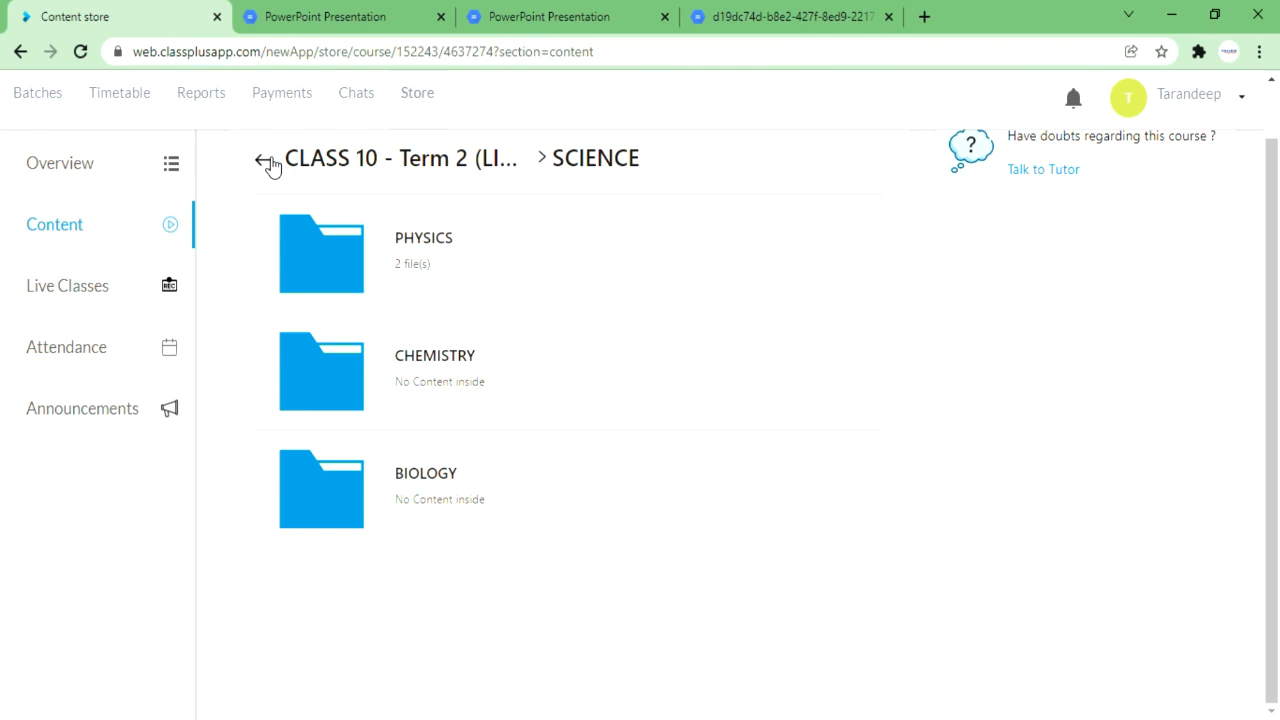 Content store
PowerPoint Presentation
PowerPoint Presentation
d19dc74d-b8e2-427f-8ed9-2217
web.classplusapp.com/newApp/store/course/152243/4637274?section=content
Batches
Timetable
Reports
Payments
Chats
Store
T
Tarandeep
Overview
Content
Live Classes
REC
Attendance
Announcements
CLASS 10 - Term 2 (LI... > SCIENCE
PHYSICS
2 file(s)
CHEMISTRY
No Content inside
BIOLOGY
No Content inside
?
Have doubts regarding this course ?
Talk to Tutor